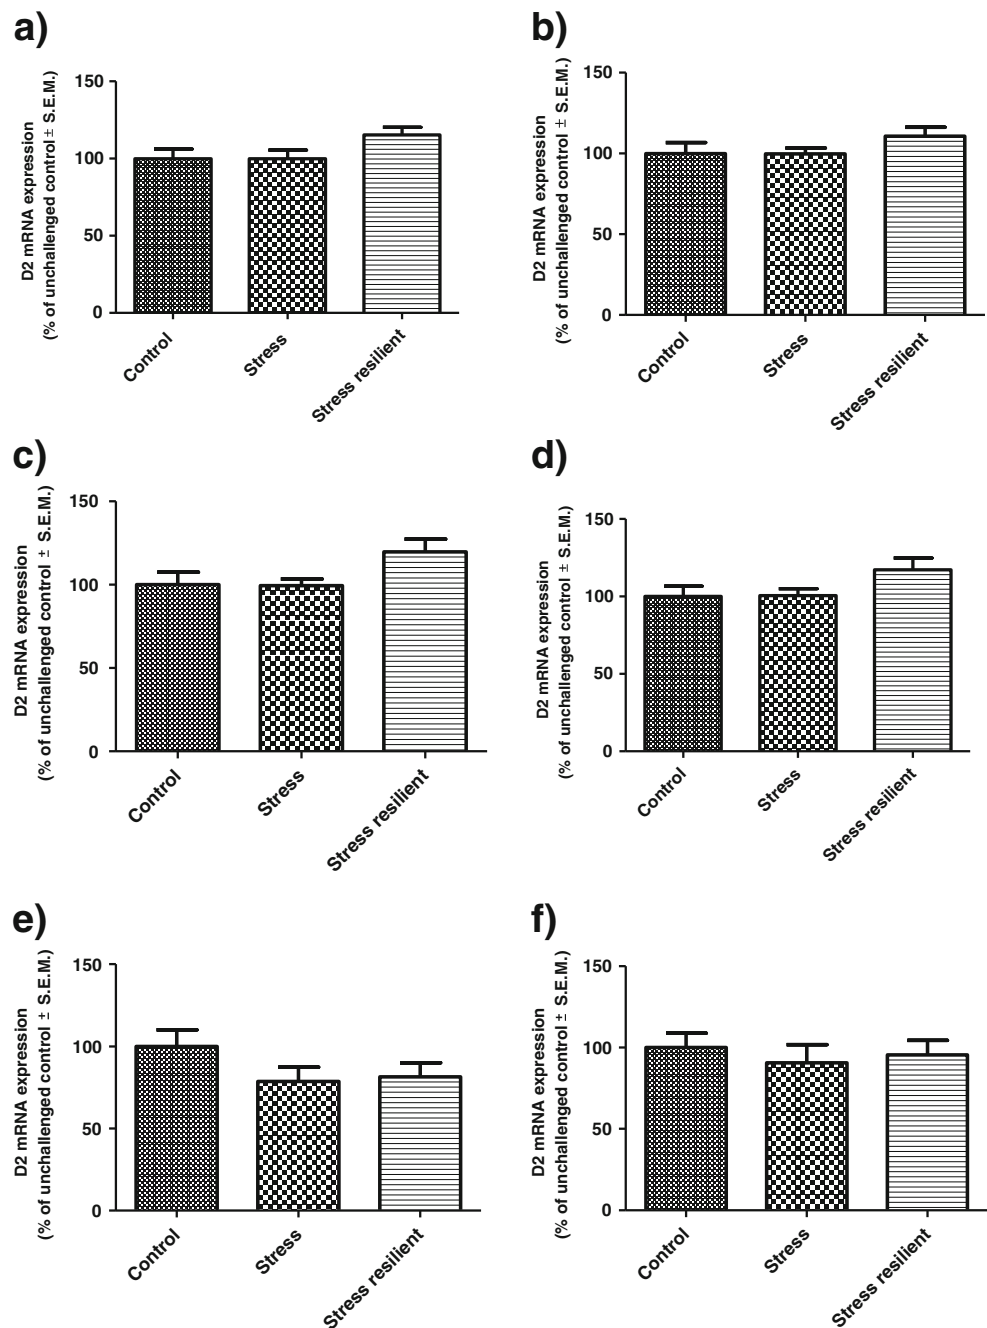 a)
D2 mRNA expression
(% of unchallenged control ± S.E.M.)
150
100
50
0
Control
Stress
Stress resilient
b)
D2 mRNA expression
(% of unchallenged control ± S.E.M.)
150
100
50
0
Control
Stress
Stress resilient
c)
D2 mRNA expression
(% of unchallenged control ± S.E.M.)
150
100
50
0
Control
Stress
Stress resilient
d)
D2 mRNA expression
(% of unchallenged control ± S.E.M.)
150
100
50
0
Control
Stress
Stress resilient
e)
D2 mRNA expression
(% of unchallenged control ± S.E.M.)
150
100
50
0
Control
Stress
Stress resilient
f)
D2 mRNA expression
(% of unchallenged control ± S.E.M.)
150
100
50
0
Control
Stress
Stress resilient